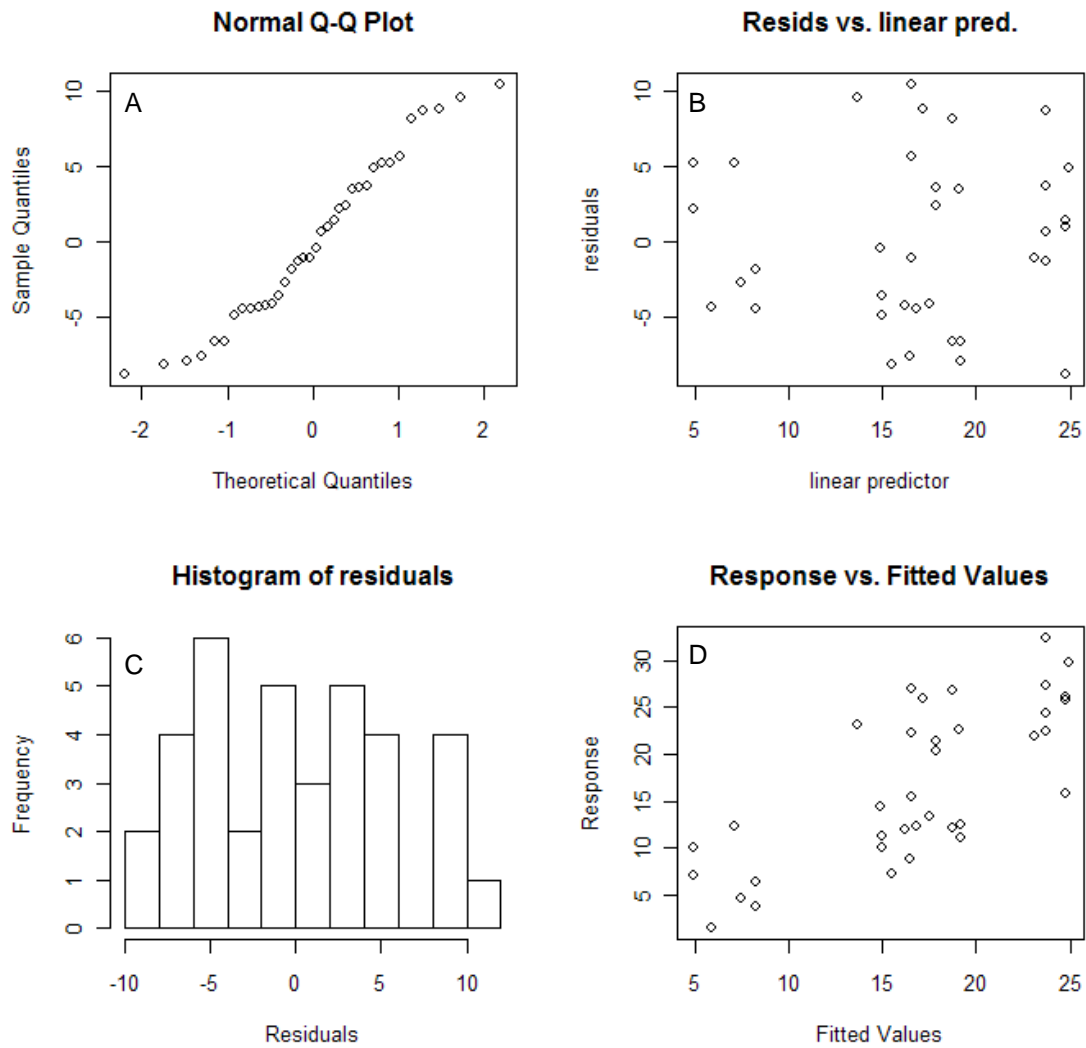 Normal Q-Q Plot
A
Sample Quantiles
10
5
0
-5
-2 -1 0 1 2
Theoretical Quantiles
Resids vs. linear pred.
B
residuals
10
5
0
-5
5 10 15 20 25
linear predictor
Histogram of residuals
C
Frequency
6
5
4
3
2
1
0
-10 -5 0 5 10
Residuals
Response vs. Fitted Values
D
Response
30
25
20
15
10
5
5 10 15 20 25
Fitted Values